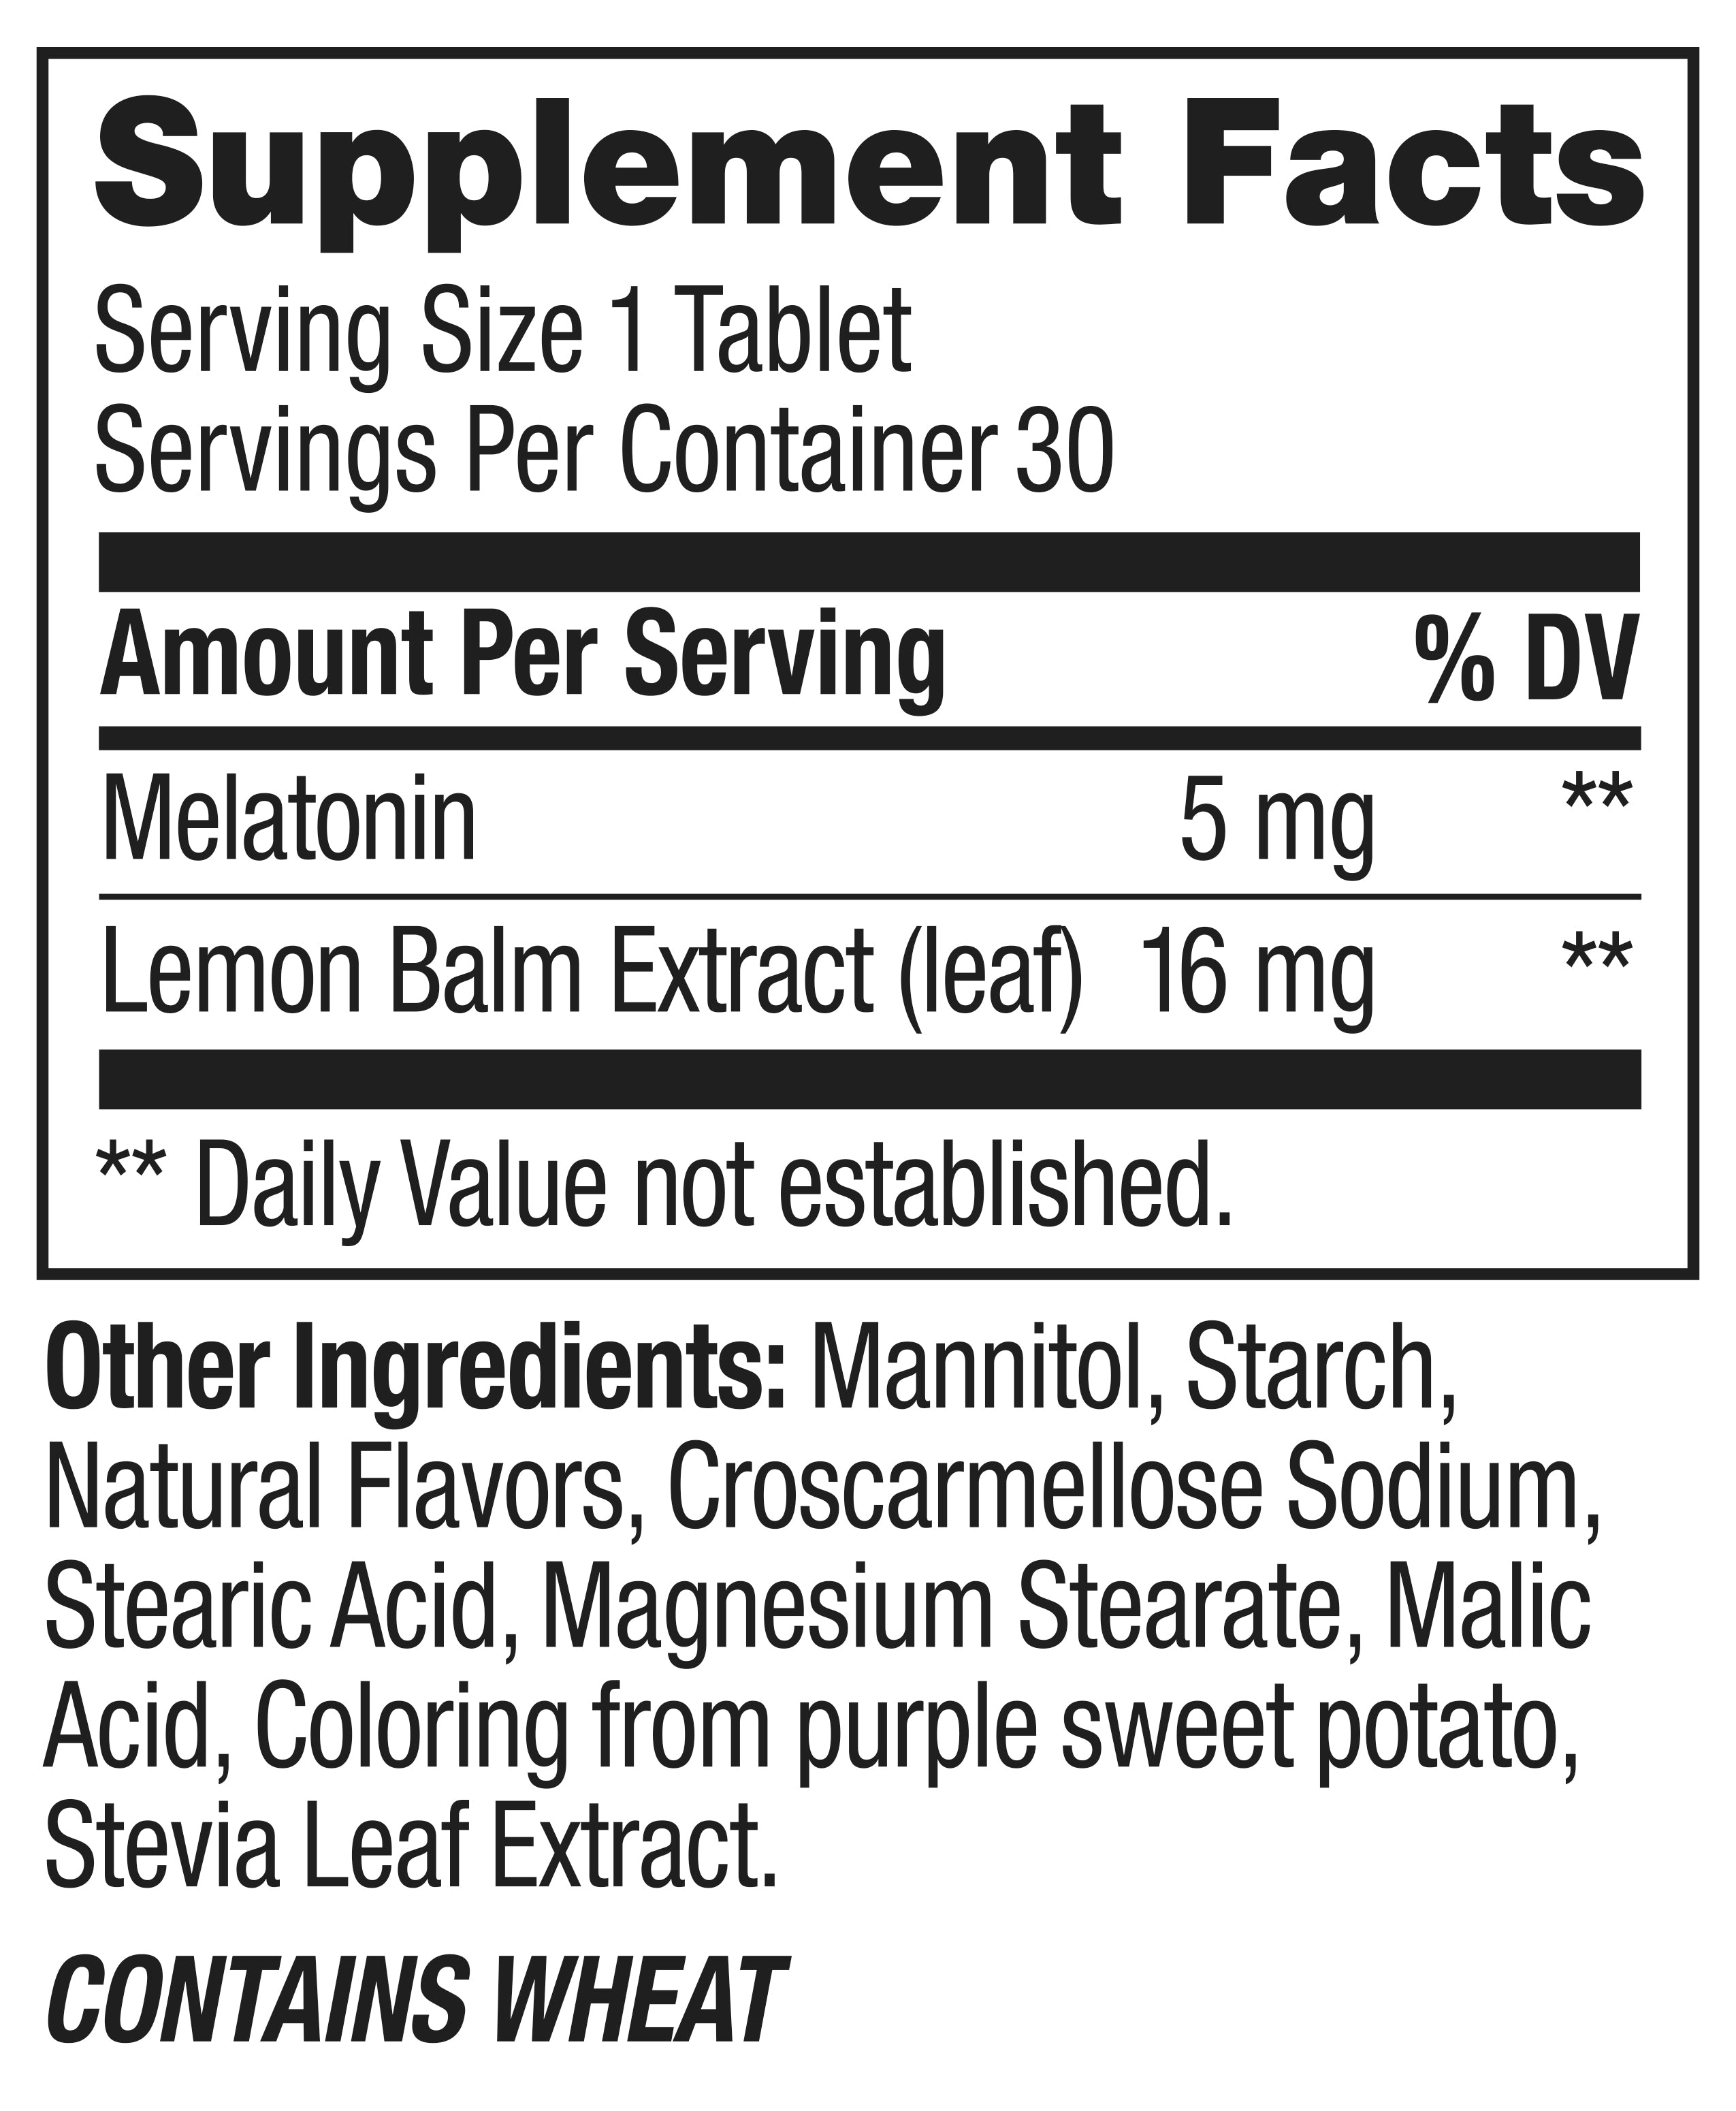 Supplement Facts
Serving Size 1 Tablet
Servings Per Container 30
Amount Per Serving % DV
Melatonin 5 mg **
Lemon Balm Extract (leaf) 16 mg **
** Daily Value not established.
Other Ingredients: Mannitol, Starch,
Natural Flavors, Croscarmellose Sodium,
Stearic Acid, Magnesium Stearate, Malic
Acid, Coloring from purple sweet potato,
Stevia Leaf Extract.
CONTAINS WHEAT